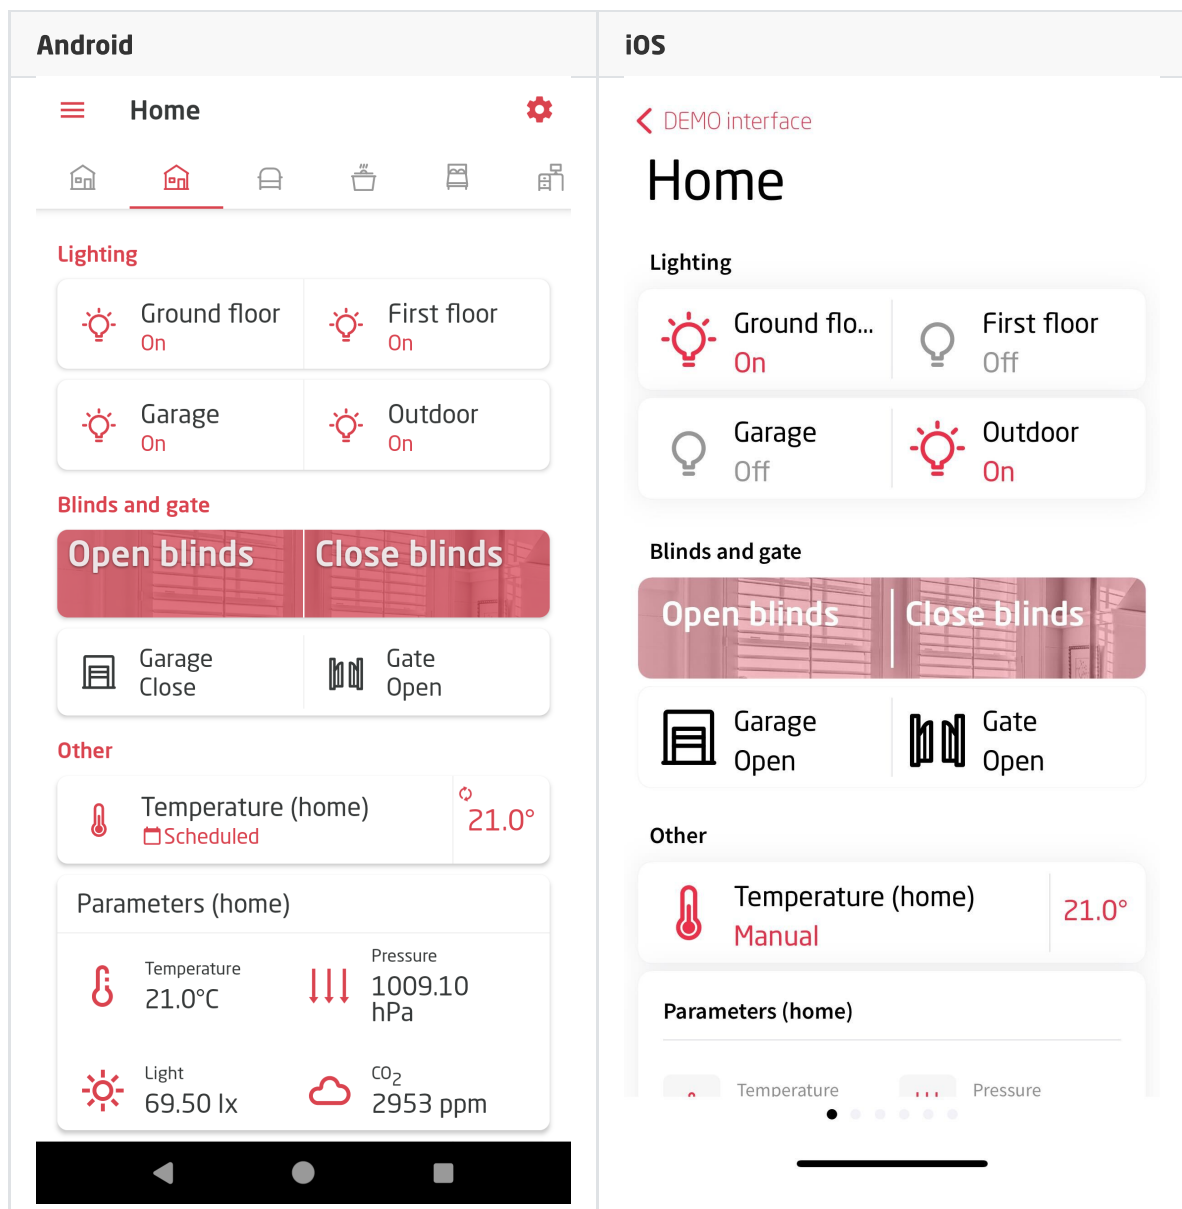 Android
Home
Lighting
Ground floor
On
First floor
On
Garage
On
Outdoor
On
Blinds and gate
Open blinds
Close blinds
Garage
Close
Gate
Open
Other
Temperature (home)
Scheduled
21.0°
Parameters (home)
Temperature
21.0°C
Pressure
1009.10
hPa
Light
69.50 lx
CO2
2953 ppm
iOS
DEMO interface
Home
Lighting
Ground flo...
On
First floor
Off
Garage
Off
Outdoor
On
Blinds and gate
Open blinds
Close blinds
Garage
Open
Gate
Open
Other
Temperature (home)
Manual
21.0°
Parameters (home)
Temperature
Pressure